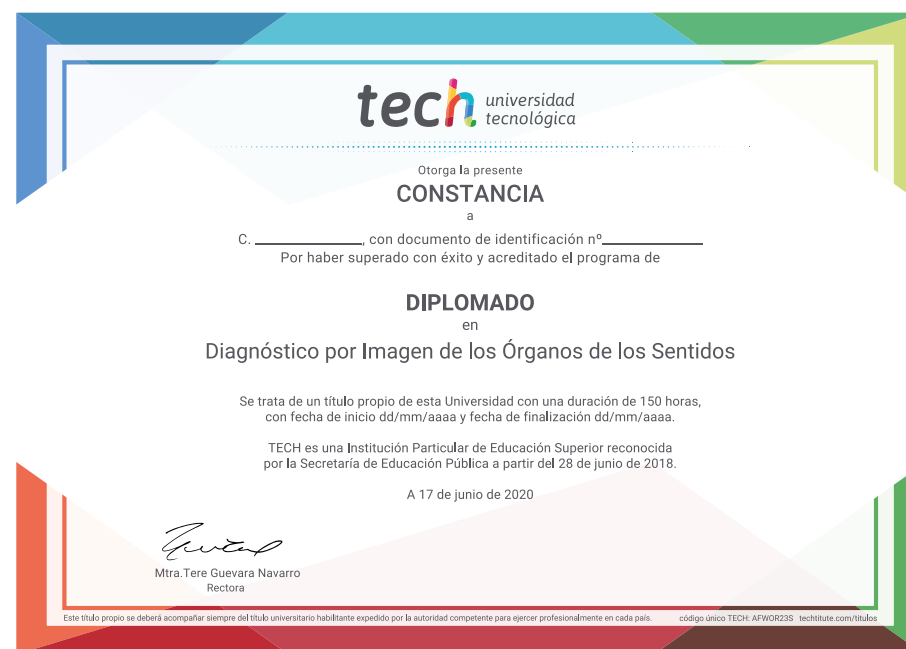 tech universidad
tecnológica
Otorga la presente
CONSTANCIA
a
C. ______________, con documento de identificación nº_____________
Por haber superado con éxito y acreditado el programa de
DIPLOMADO
en
Diagnóstico por Imagen de los Órganos de los Sentidos
Se trata de un título propio de esta Universidad con una duración de 150 horas,
con fecha de inicio dd/mm/aaaa y fecha de finalización dd/mm/aaaa.
TECH es una Institución Particular de Educación Superior reconocida
por la Secretaría de Educación Pública a partir del 28 de junio de 2018.
A 17 de junio de 2020
Mtra.Tere Guevara Navarro
Rectora
Este título propio se deberá acompañar siempre del título universitario habilitante expedido por la autoridad competente para ejercer profesionalmente en cada país. código único TECH: AFWOR23S techtitute.com/titulos